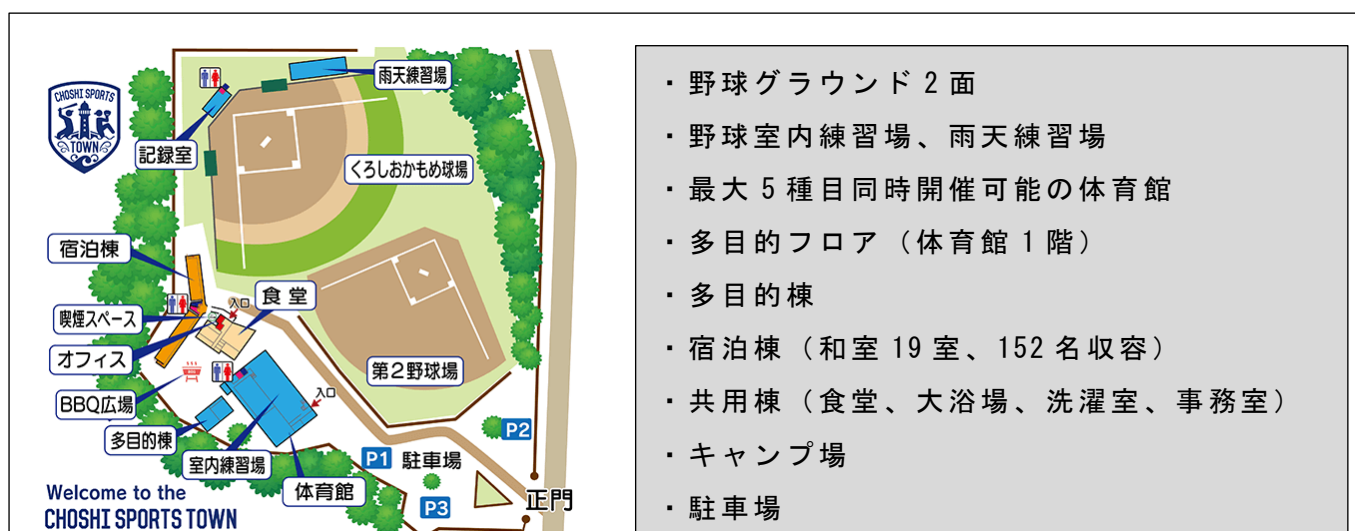 CHOSHI SPORTS
TOWN
雨天練習場
記録室
くろしおかもめ球場
宿泊棟
食堂
入口
喫煙スペース
オフィス
第2野球場
BBQ広場
入口
多目的棟
室内練習場
体育館
P1
駐車場
P2
P3
正門
Welcome to the
CHOSHI SPORTS TOWN
・野球グラウンド2面
・野球室内練習場、雨天練習場
・最大5種目同時開催可能の体育館
・多目的フロア（体育館1階）
・多目的棟
・宿泊棟（和室19室、152名収容）
・共用棟（食堂、大浴場、洗濯室、事務室）
・キャンプ場
・駐車場